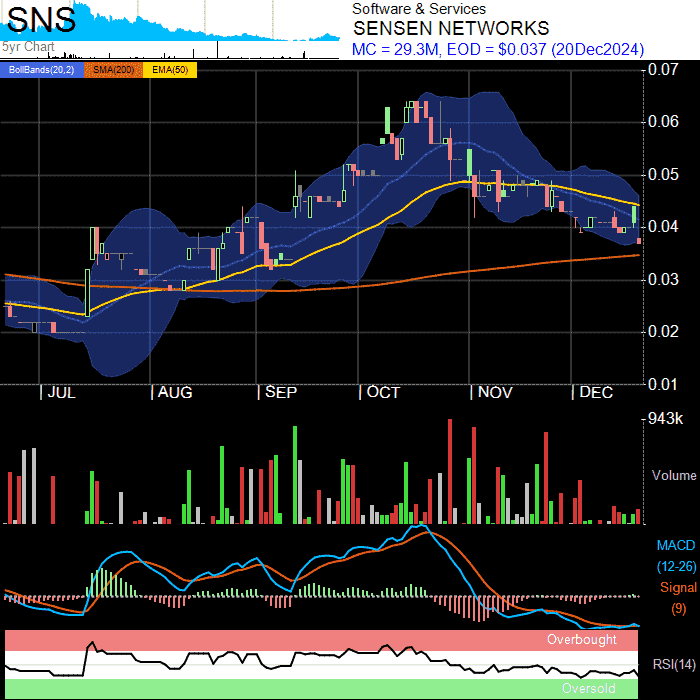 SNS
5yr Chart
Software & Services
SENSEN NETWORKS
MC = 29.3M, EOD = $0.037 (20Dec2024)
BollBands(20,2) SMA(200) EMA(50)
0.07
0.06
0.05
0.04
0.03
0.02
0.01
JUL AUG SEP OCT NOV DEC
943k
Volume
MACD
(12-26)
Signal
(9)
Overbought
RSI(14)
Oversold